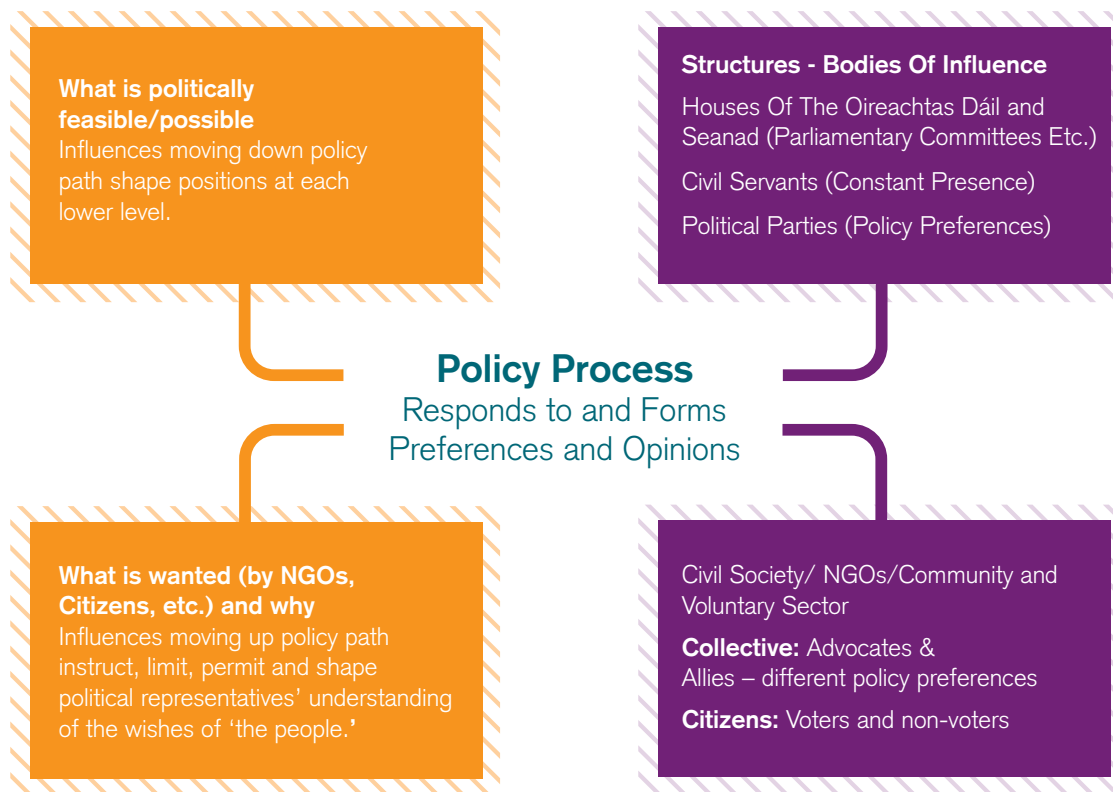 What is politically
feasible/possible
Influences moving down policy
path shape positions at each
lower level.
Structures - Bodies Of Influence
Houses Of The Oireachtas Dáil and
Seanad (Parliamentary Committees Etc.)
Civil Servants (Constant Presence)
Political Parties (Policy Preferences)
Policy Process
Responds to and Forms
Preferences and Opinions
What is wanted (by NGOs,
Citizens, etc.) and why
Influences moving up policy path
instruct, limit, permit and shape
political representatives’ understanding
of the wishes of ‘the people.’
Civil Society/ NGOs/Community and
Voluntary Sector
Collective: Advocates &
Allies – different policy preferences
Citizens: Voters and non-voters